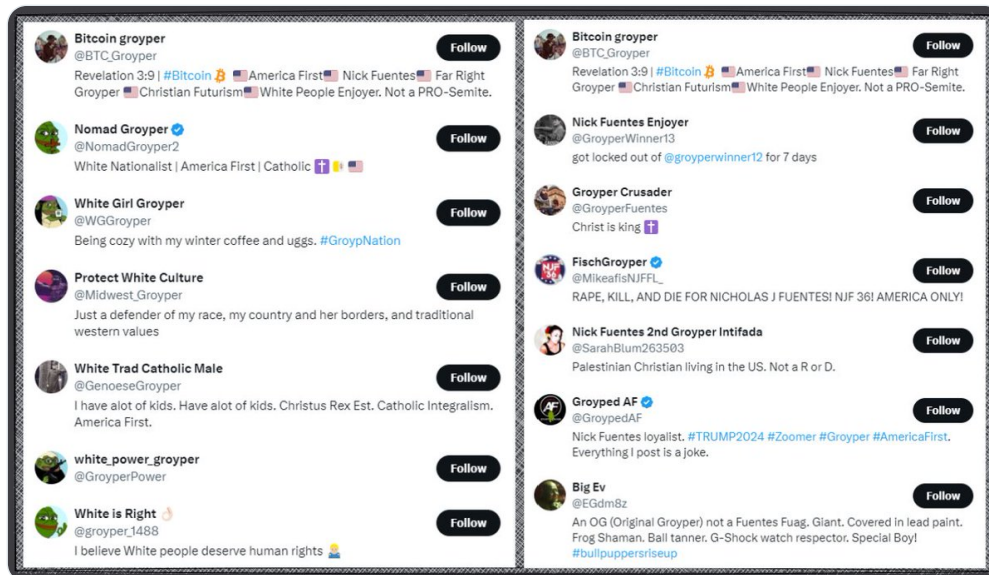 Bitcoin groyper
@BTC_Groyper
Follow
Revelation 3:9 | #Bitcoin 🇺🇸America First🇺🇸 Nick Fuentes🇺🇸 Far Right
Groyper 🇺🇸Christian Futurism🇺🇸White People Enjoyer. Not a PRO-Semite.
Nomad Groyper
@NomadGroyper2
Follow
White Nationalist | America First | Catholic ✝️ 🇻🇦 🇺🇸
White Girl Groyper
@WGGroyper
Follow
Being cozy with my winter coffee and uggs. #GroypNation
Protect White Culture
@Midwest_Groyper
Follow
Just a defender of my race, my country and her borders, and traditional
western values
White Trad Catholic Male
@GenoeseGroyper
Follow
I have alot of kids. Have alot of kids. Christus Rex Est. Catholic Integralism.
America First.
white_power_groyper
@GroyperPower
Follow
White is Right 👌🏻
@groyper_1488
Follow
I believe White people deserve human rights
Bitcoin groyper
@BTC_Groyper
Follow
Revelation 3:9 | #Bitcoin 🇺🇸America First🇺🇸 Nick Fuentes🇺🇸 Far Right
Groyper 🇺🇸Christian Futurism🇺🇸White People Enjoyer. Not a PRO-Semite.
Nick Fuentes Enjoyer
@GroyperWinner13
Follow
got locked out of @groyperwinner12 for 7 days
Groyper Crusader
@GroyperFuentes
Follow
Christ is king ✝️
NJF
36
FischGroyper
@MikeafisNJFFL_
Follow
RAPE, KILL, AND DIE FOR NICHOLAS J FUENTES! NJF 36! AMERICA ONLY!
Nick Fuentes 2nd Groyper Intifada
@SarahBlum263503
Follow
Palestinian Christian living in the US. Not a R or D.
AF
Groyped AF
@GroypedAF
Follow
Nick Fuentes loyalist. #TRUMP2024 #Zoomer #Groyper #AmericaFirst.
Everything I post is a joke.
Big Ev
@EGdm8z
Follow
An OG (Original Groyper) not a Fuentes Fuag. Giant. Covered in lead paint.
Frog Shaman. Ball tanner. G-Shock watch respector. Special Boy!
#bullpuppersriseup